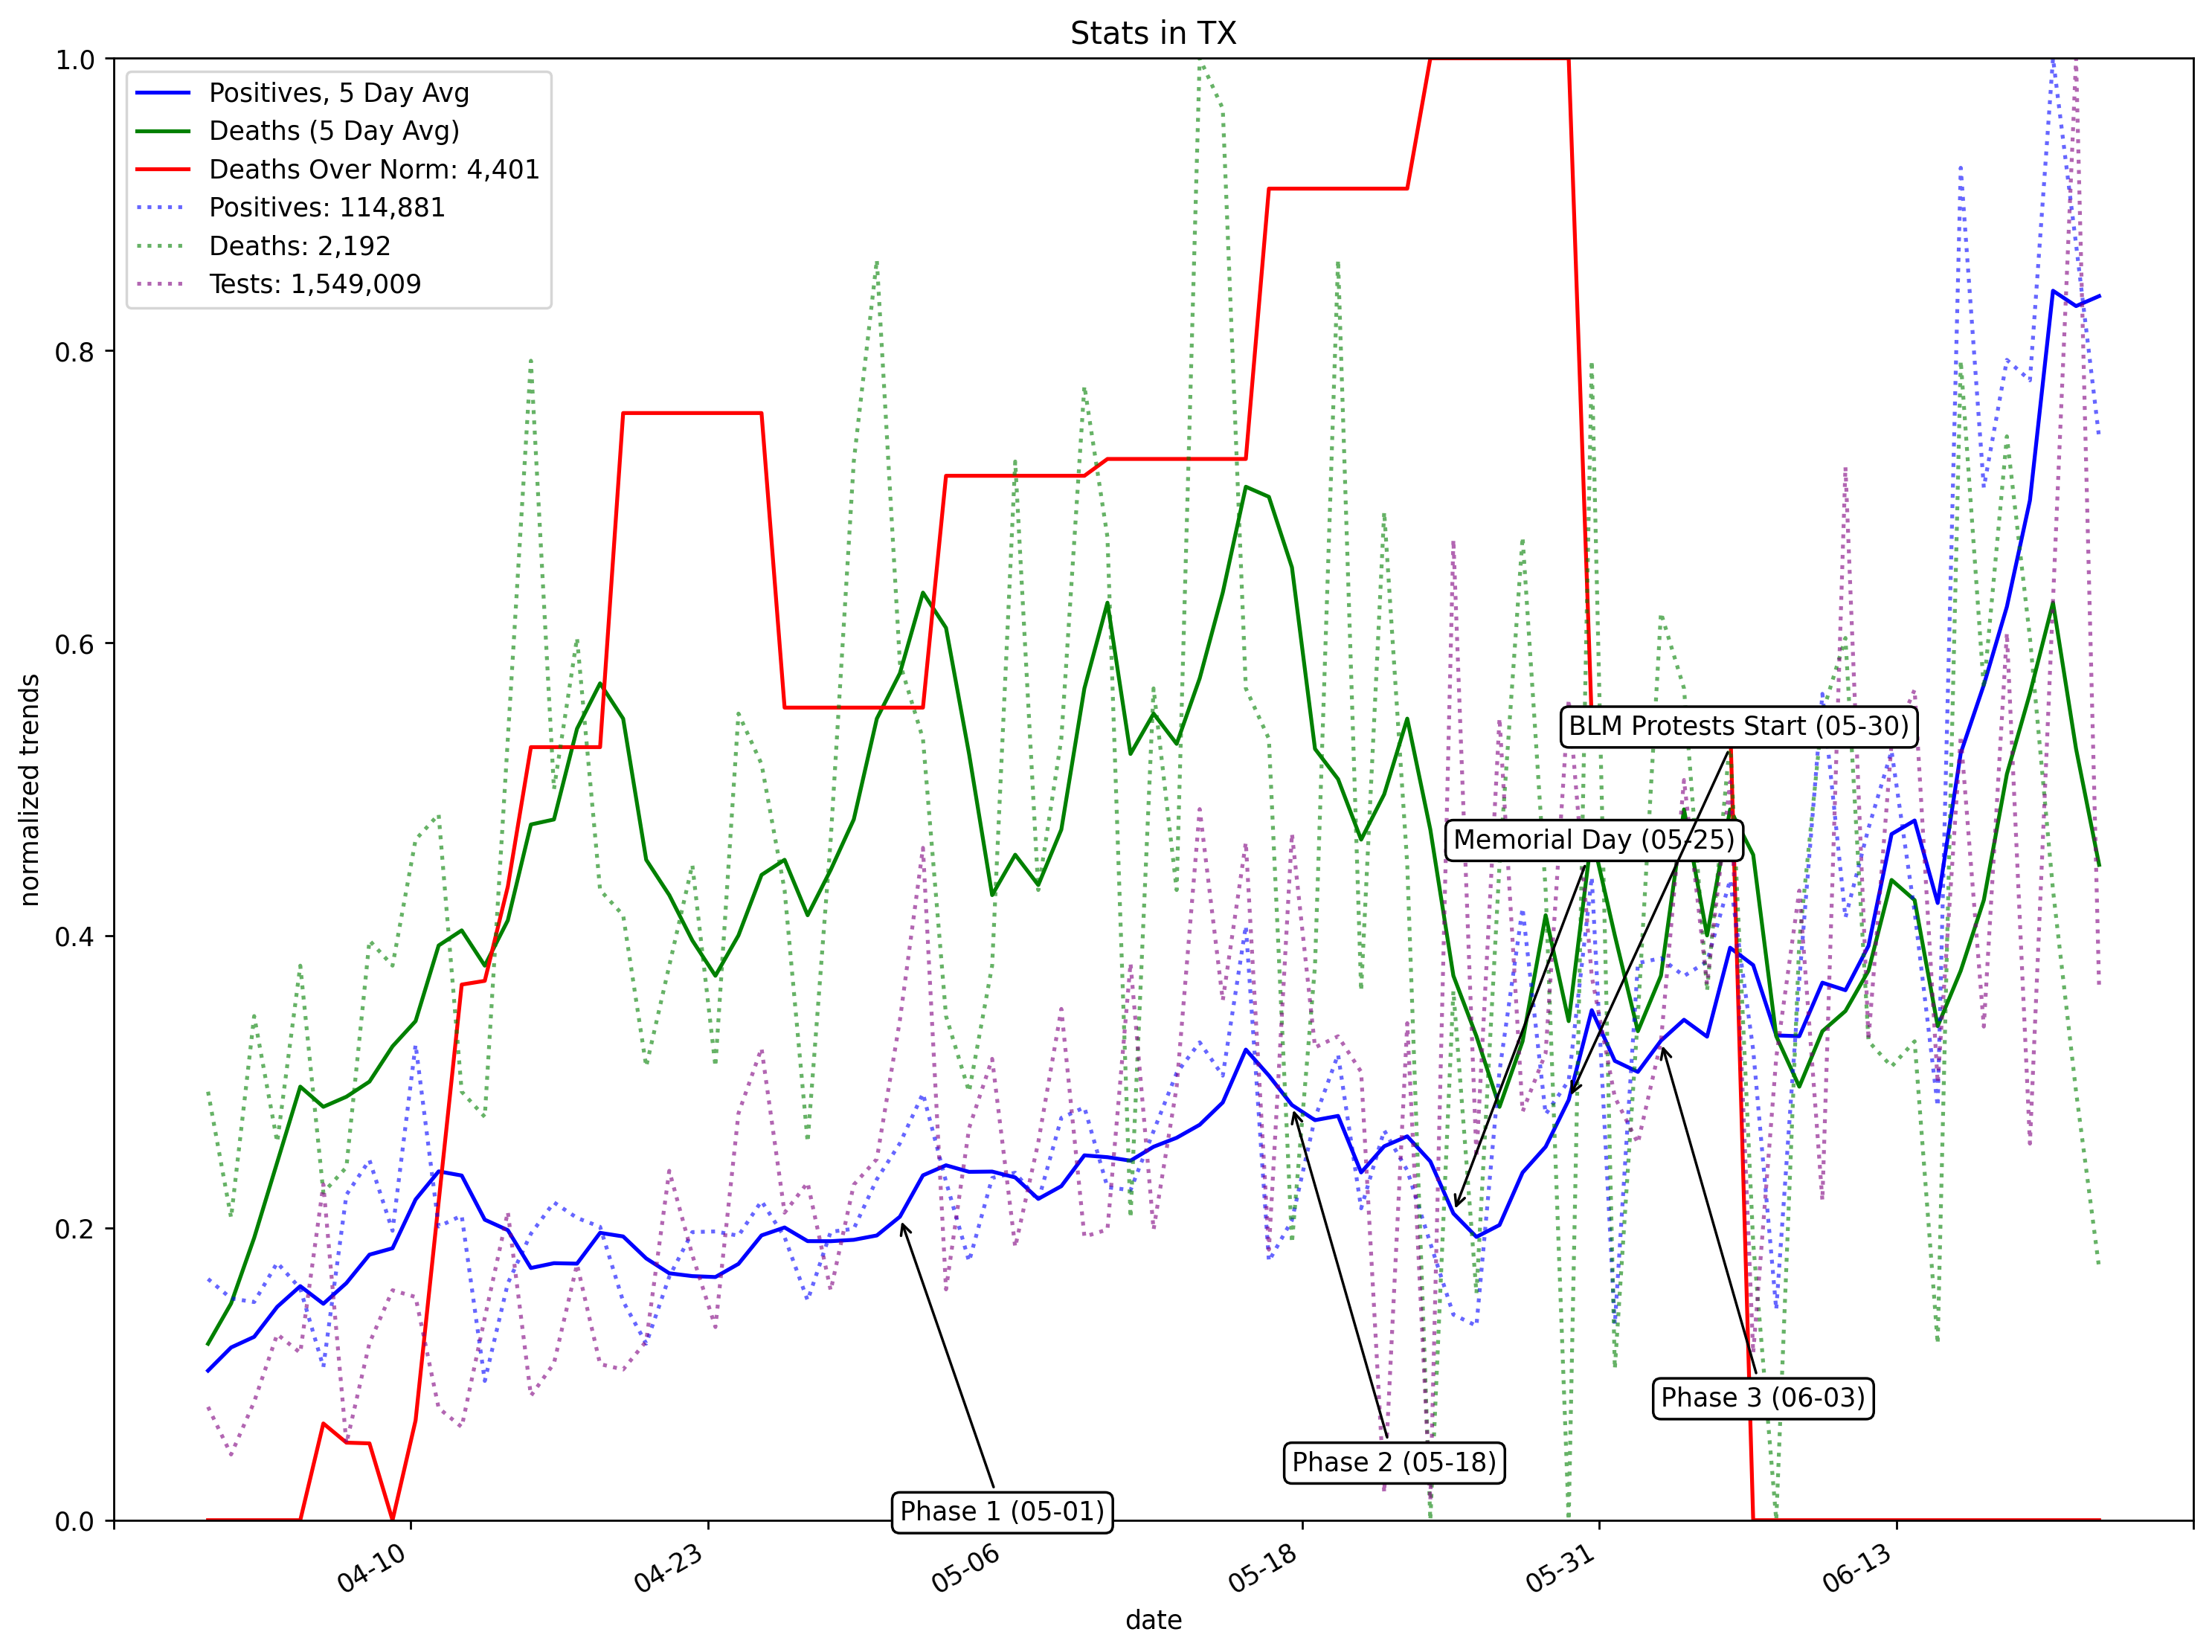 Stats in TX
1.0
0.8
0.6
0.4
0.2
0.0
normalized trends
Positives, 5 Day Avg
Deaths (5 Day Avg)
Deaths Over Norm: 4,401
Positives: 114,881
Deaths: 2,192
Tests: 1,549,009
BLM Protests Start (05-30)
Memorial Day (05-25)
Phase 3 (06-03)
Phase 2 (05-18)
Phase 1 (05-01)
04-10
04-23
05-06
05-18
05-31
06-13
date